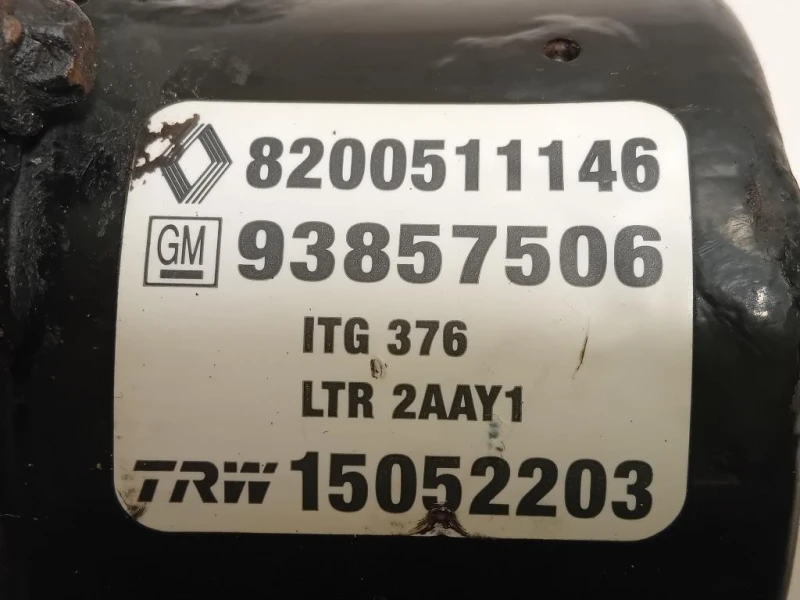 8200511146
GM 93857506
ITG 376
LTR 2AAY1
TRW 15052203